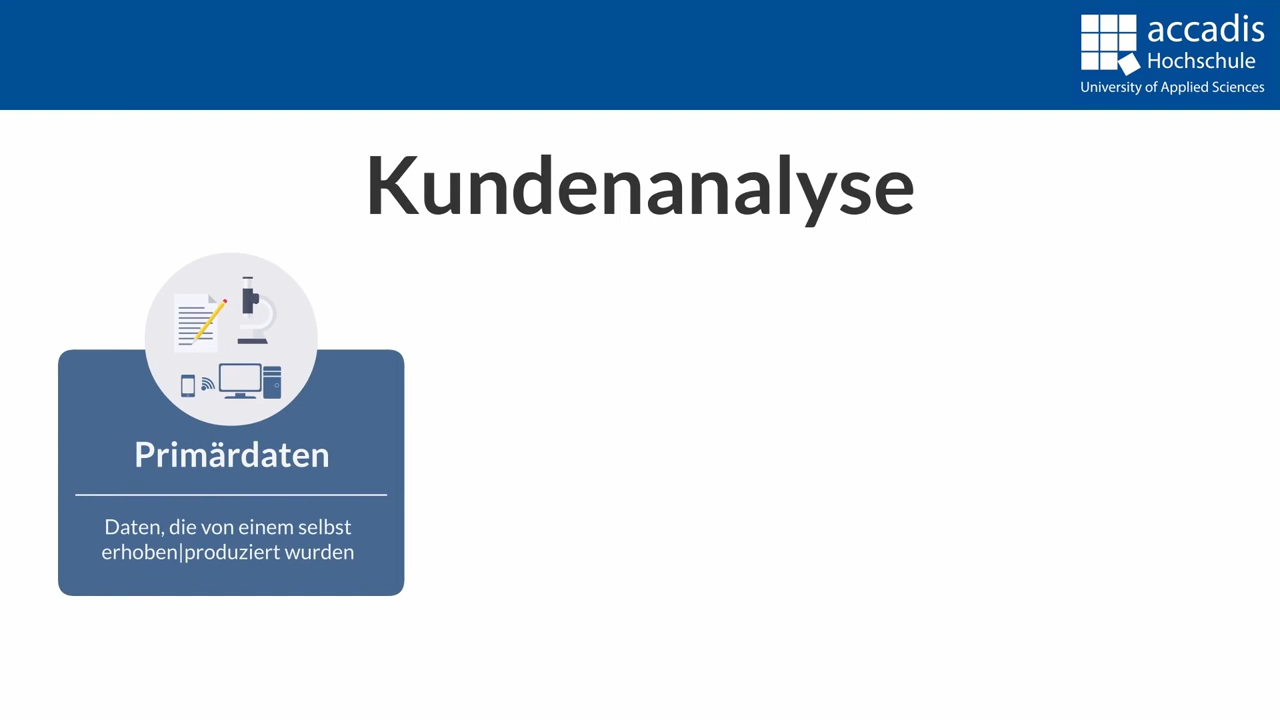 accadis
Hochschule
University of Applied Sciences
Kundenanalyse
Primärdaten
Daten, die von einem selbst
erhoben|produziert wurden